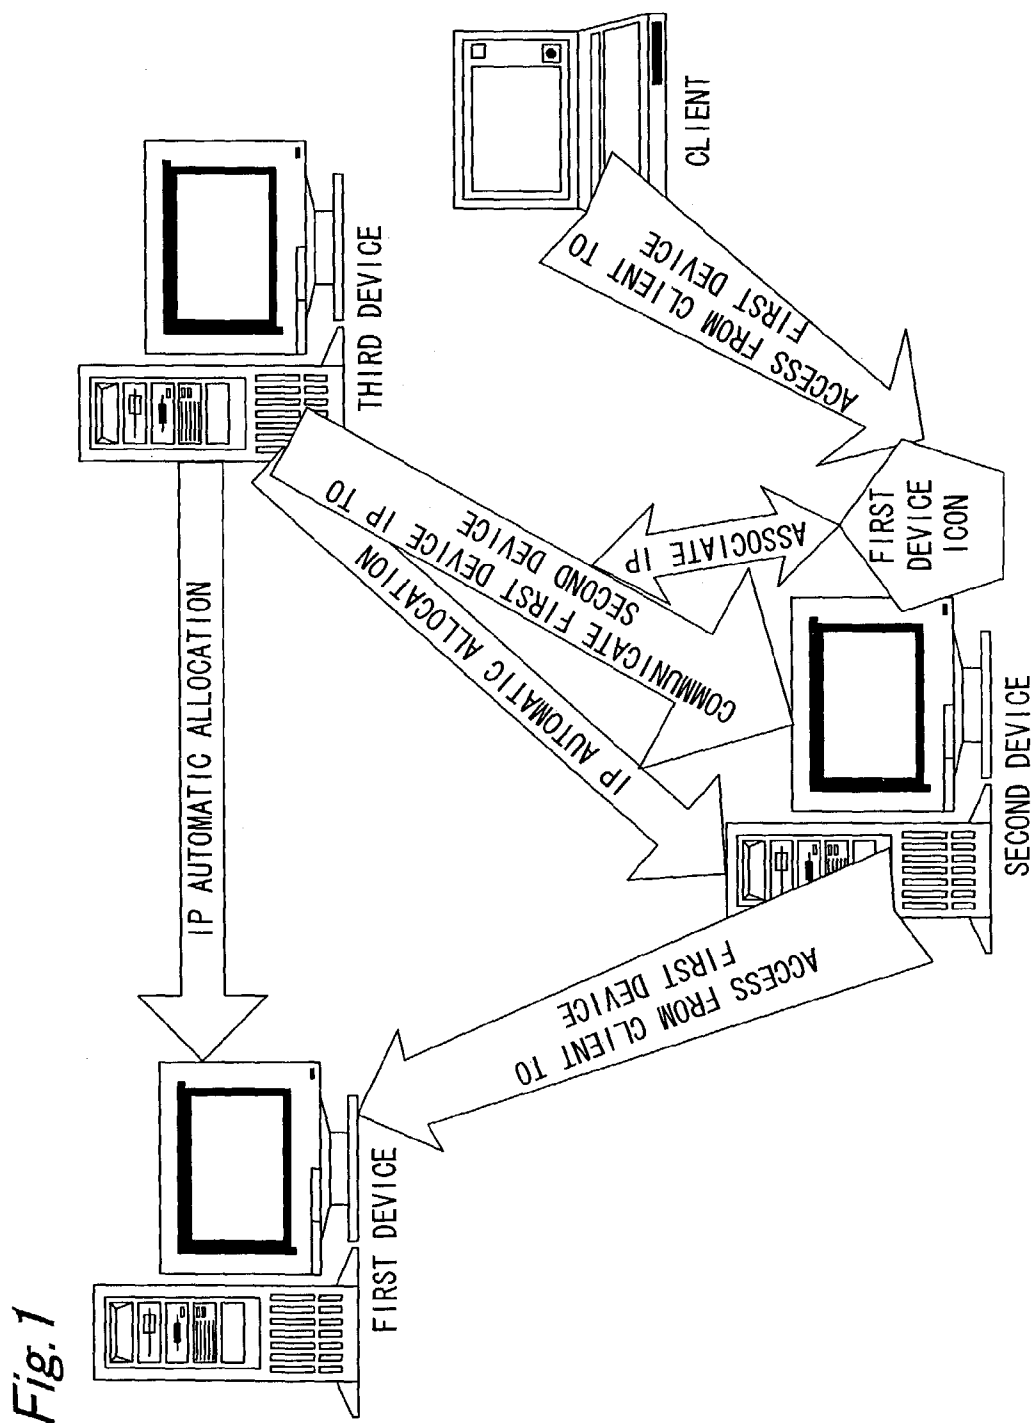 Fig. 1
FIRST DEVICE
IP AUTOMATIC ALLOCATION
THIRD DEVICE
IP AUTOMATIC ALLOCATION
COMMUNICATE FIRST DEVICE IP TO
SECOND DEVICE
ASSOCIATE IP
ACCESS FROM CLIENT TO
FIRST DEVICE
CLIENT
ACCESS FROM CLIENT TO
FIRST DEVICE
FIRST
DEVICE
ICON
SECOND DEVICE